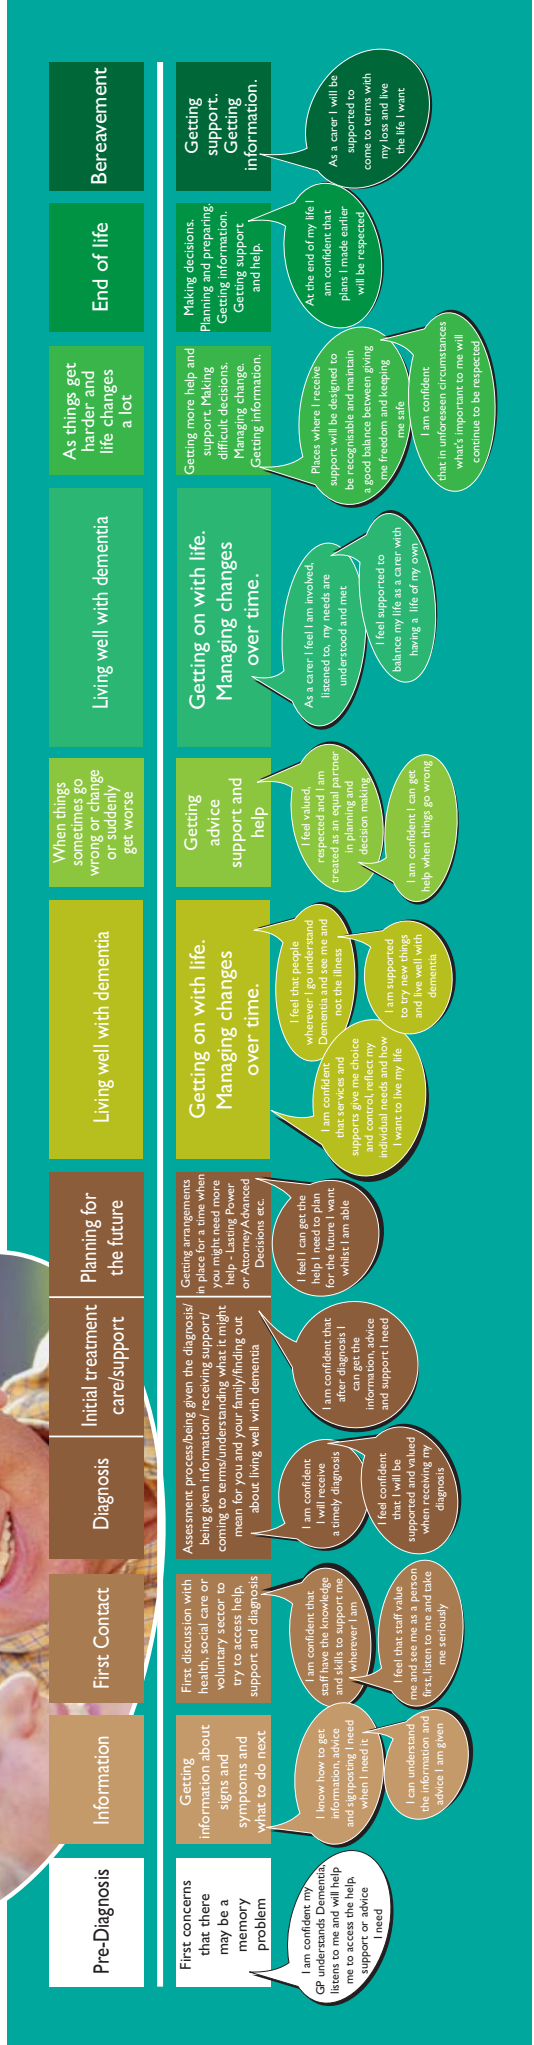 Pre-Diagnosis
First concerns
that there
may be a
memory
problem
I am confident my
GP understands Dementia,
listens to me and will help
me to access the help,
support or advice
I need
Information
Getting
information about
signs and
symptoms and
what to do next
I know how to get
information, advice
and signposting I need
when I need it
I can understand
the information and
advice I am given
First Contact
First discussion with
health, social care or
voluntary sector to
try to access help,
support and diagnosis
I am confident that
staff have the knowledge
and skills to support me
wherever I am
I feel that staff value
me and see me as a person
first, listen to me and take
me seriously
Diagnosis
Initial treatment
care/support
Assessment process/being given the diagnosis/
being given information/ receiving support/
coming to terms/understanding what it might
mean for you and your family/finding out
about living well with dementia
I am confident
I will receive
a timely diagnosis
I feel confident
that I will be
supported and valued
when receiving my
diagnosis
I am confident that
after diagnosis I
can get the
information, advice
and support I need
Planning for
the future
Getting arrangements
in place for a time when
you might need more
help - Lasting Power
or Attorney Advanced
Decisions etc.
I feel I can get the
help I need to plan
for the future I want
whilst I am able
Living well with dementia
Getting on with life.
Managing changes
over time.
I am confident
that services and
supports give me choice
and control, reflect my
individual needs and how
I want to live my life
I feel that people
wherever I go understand
Dementia and see me and
not the illness
I am supported
to try new things
and live well with
dementia
When things
sometimes go
wrong or change
or suddenly
get worse
Getting
advice
support and
help
I feel valued,
respected and I am
treated as an equal partner
in planning and
decision making
I am confident I can get
help when things go wrong
Living well with dementia
Getting on with life.
Managing changes
over time.
As a carer I feel I am involved,
listened to, my needs are
understood and met
I feel supported to
balance my life as a carer with
having a life of my own
As things get
harder and
life changes
a lot
Getting more help and
support. Making
difficult decisions.
Managing change.
Getting information.
Places where I receive
support will be designed to
be recognisable and maintain
a good balance between giving
me freedom and keeping
me safe
I am confident
that in unforeseen circumstances
what's important to me will
continue to be respected
End of life
Making decisions.
Planning and preparing.
Getting information.
Getting support
and help.
At the end of my life I
am confident that
plans I made earlier
will be respected
Bereavement
Getting
support.
Getting
information.
As a carer I will be
supported to
come to terms with
my loss and live
the life I want